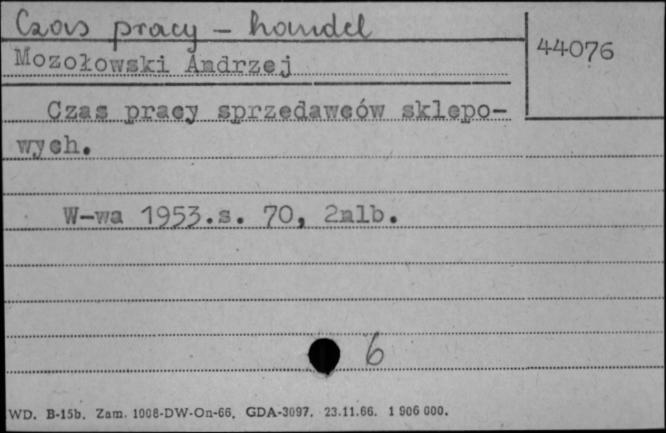 Czas pracy – handel
44076
Mozołowski Andrzej
Czas pracy sprzedawców sklepo-
wych.
W-wa 1953.s. 70, 2nlb.
6
WD. B-15b. Zam. 1008-DW-On-66. GDA-3097. 23.11.66. 1 906 000.